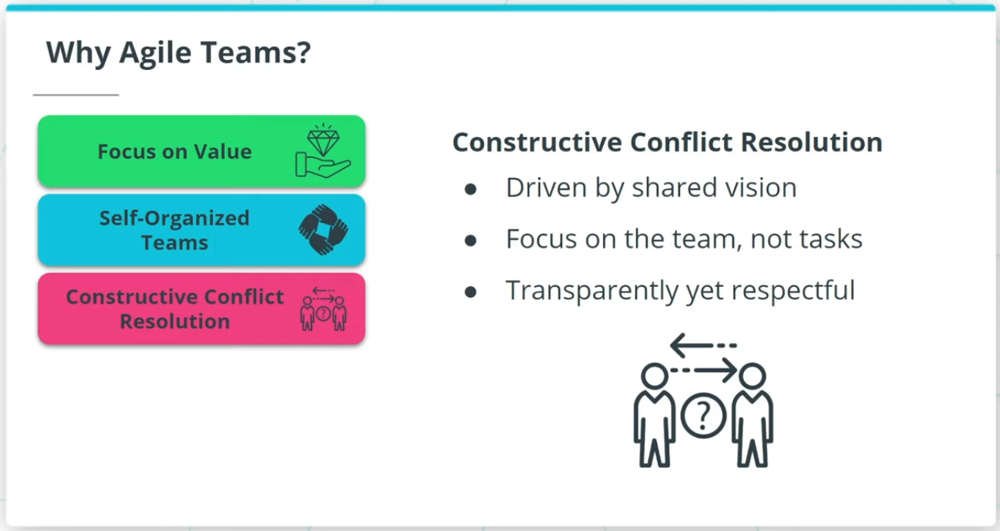 Why Agile Teams?
Focus on Value
Self-Organized
Teams
Constructive Conflict
Resolution
Constructive Conflict Resolution
● Driven by shared vision
● Focus on the team, not tasks
● Transparently yet respectful
?
?